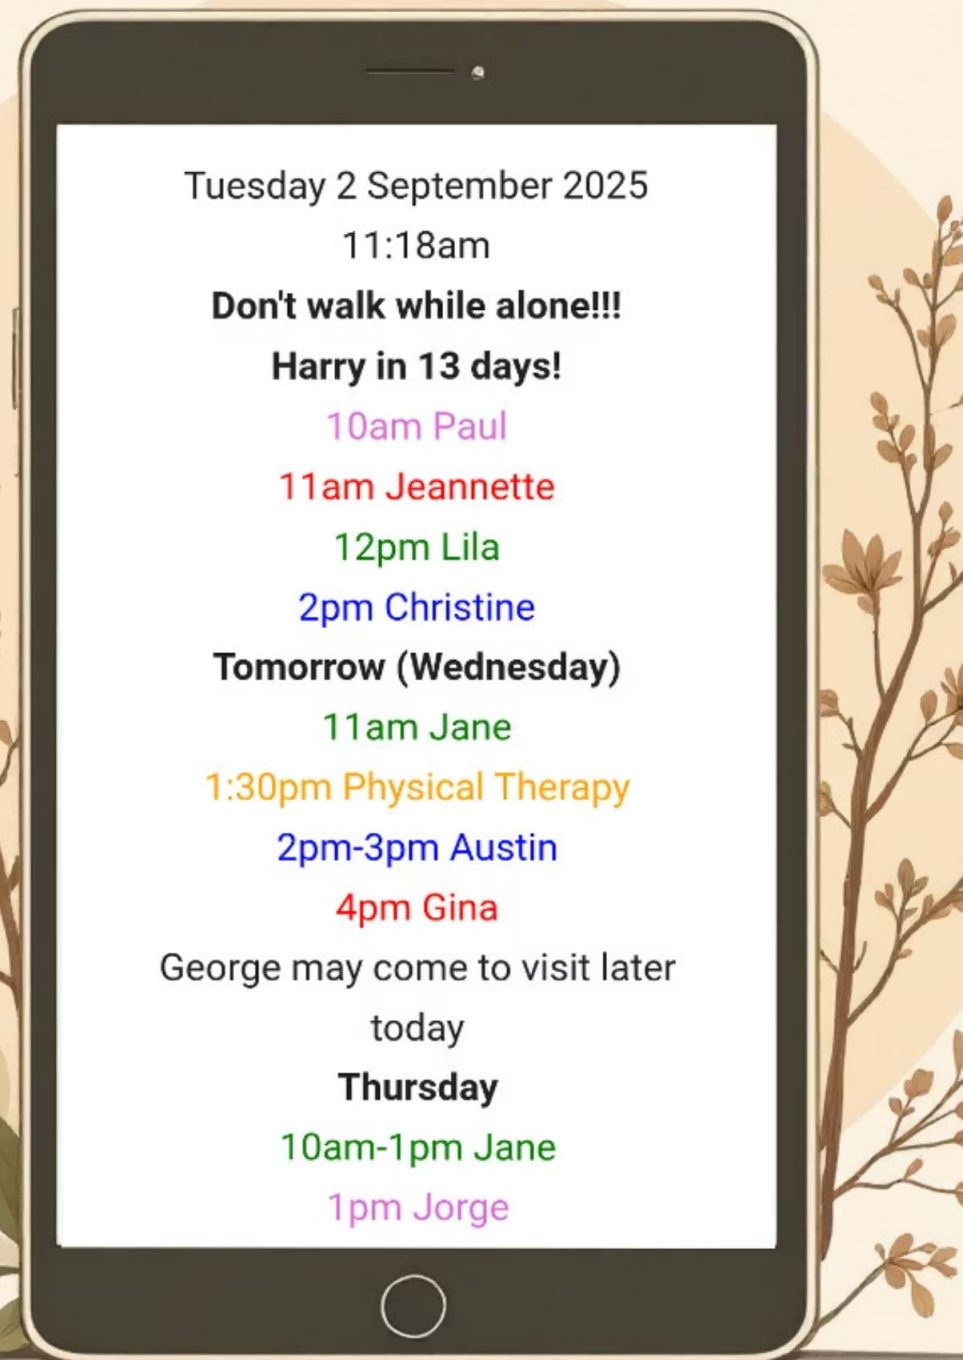 Tuesday 2 September 2025
11:18am
Don't walk while alone!!!
Harry in 13 days!
10am Paul
11am Jeannette
12pm Lila
2pm Christine
Tomorrow (Wednesday)
11am Jane
1:30pm Physical Therapy
2pm-3pm Austin
4pm Gina
George may come to visit later
today
Thursday
10am-1pm Jane
1pm Jorge